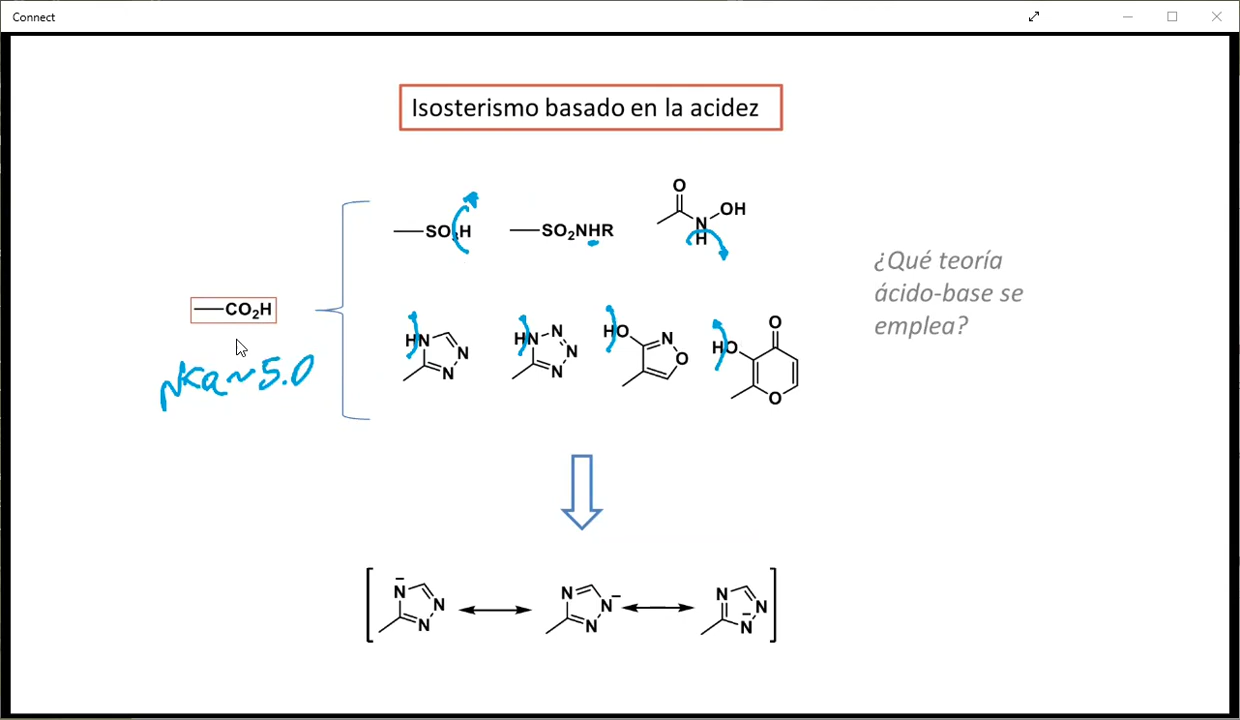 Connect
Isosterismo basado en la acidez
O
SO3H
SO2NHR
N
H
OH
¿Qué teoría
ácido-base se
emplea?
CO2H
pKa~5.0
HN
N
N
HN
N
N
N
HO
N
O
HO
O
O
N
N
N
N
N
N
N
N
N